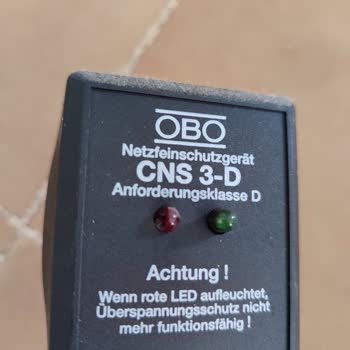 OBO
Netzfeinschutzgerät
CNS 3-D
Anforderungsklasse D
Achtung !
Wenn rote LED aufleuchtet,
Überspannungsschutz nicht
mehr funktionsfähig !